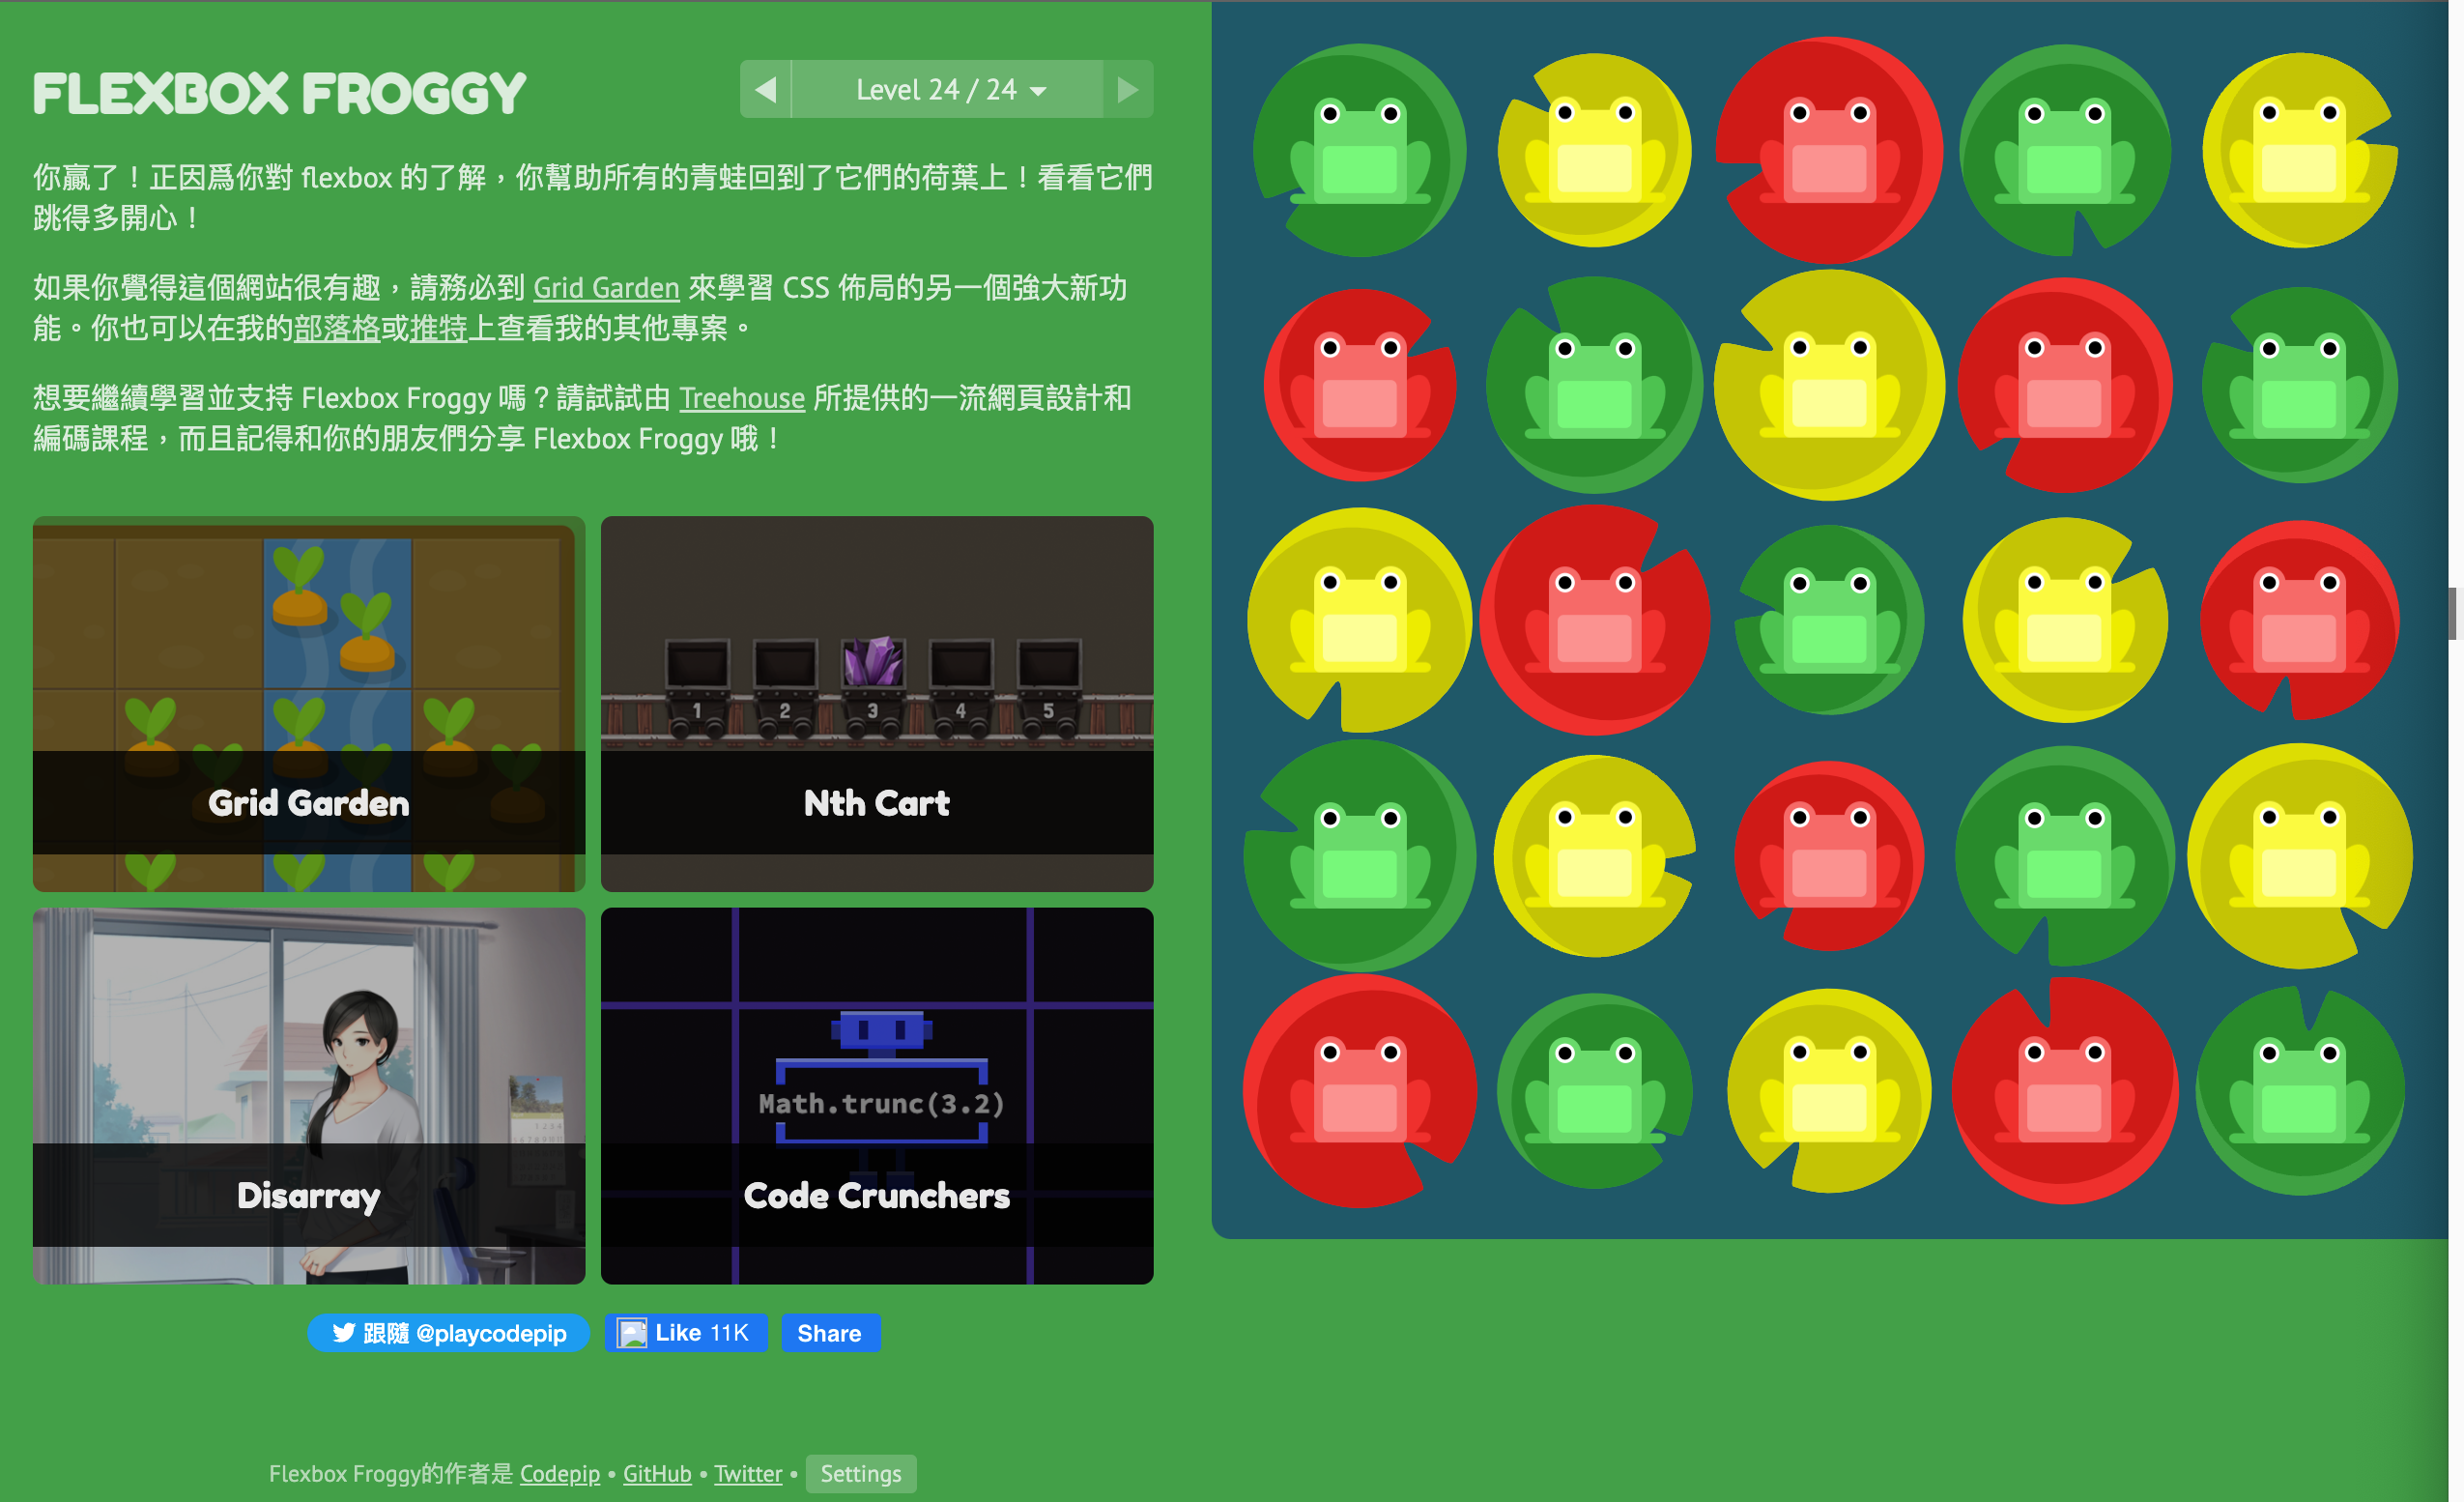 FLEXBOX FROGGY
Level 24 / 24
你贏了！正因爲你對 flexbox 的了解，你幫助所有的青蛙回到了它們的荷葉上！看看它們
跳得多開心！
如果你覺得這個網站很有趣，請務必到 Grid Garden 來學習 CSS 佈局的另一個強大新功
能。你也可以在我的部落格或推特上查看我的其他專案。
想要繼續學習並支持 Flexbox Froggy 嗎？請試試由 Treehouse 所提供的一流網頁設計和
編碼課程，而且記得和你的朋友們分享 Flexbox Froggy 哦！
Grid Garden
1 2 3 4 5
Nth Cart
Disarray
Math.trunc(3.2)
Code Crunchers
跟隨 @playcodepip
Like 11K
Share
Flexbox Froggy的作者是 Codepip • GitHub • Twitter • Settings